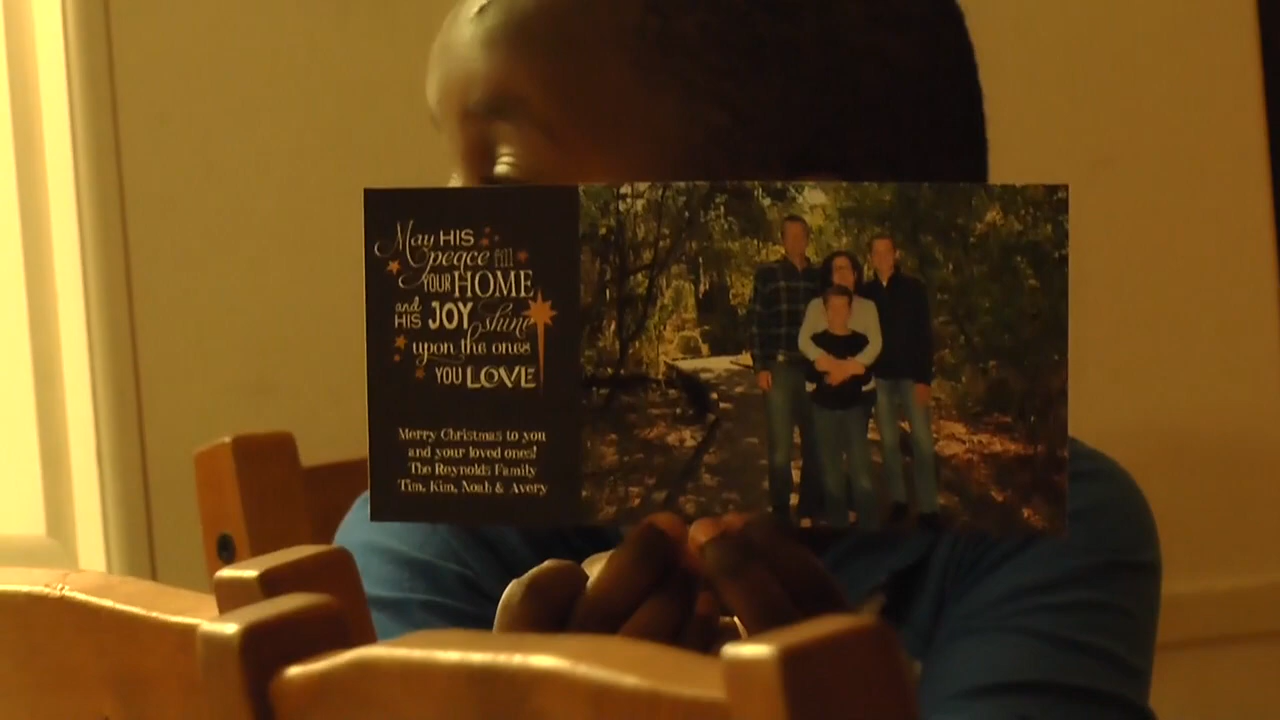 May HIS
peace fill
YOUR HOME
and
HIS JOY shine
upon the ones
YOU LOVE
Merry Christmas to you
and your loved ones!
The Reynolds Family
Tim, Kim, Noah & Avery